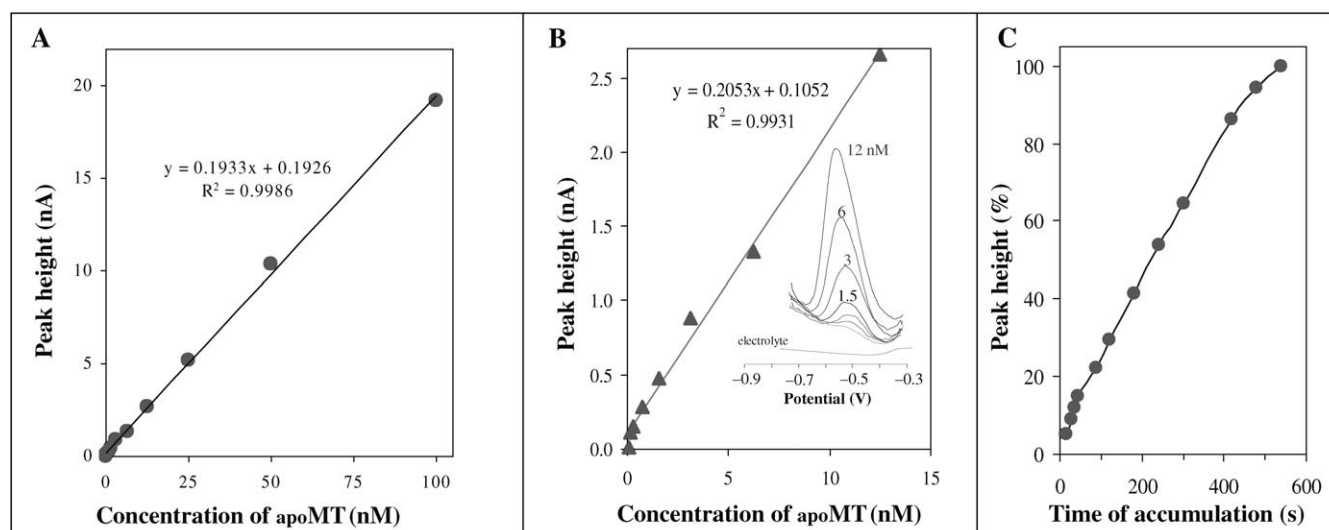 A
Peak height (nA)
20
15
10
5
0
y = 0.1933x + 0.1926
R² = 0.9986
0 25 50 75 100
Concentration of apoMT (nM)
B
Peak height (nA)
2.5
2.0
1.5
1.0
0.5
0.0
y = 0.2053x + 0.1052
R² = 0.9931
12 nM
6
3
1.5
electrolyte
−0.9 −0.7 −0.5 −0.3
Potential (V)
0 5 10 15
Concentration of apoMT (nM)
C
Peak height (%)
100
80
60
40
20
0
0 200 400 600
Time of accumulation (s)